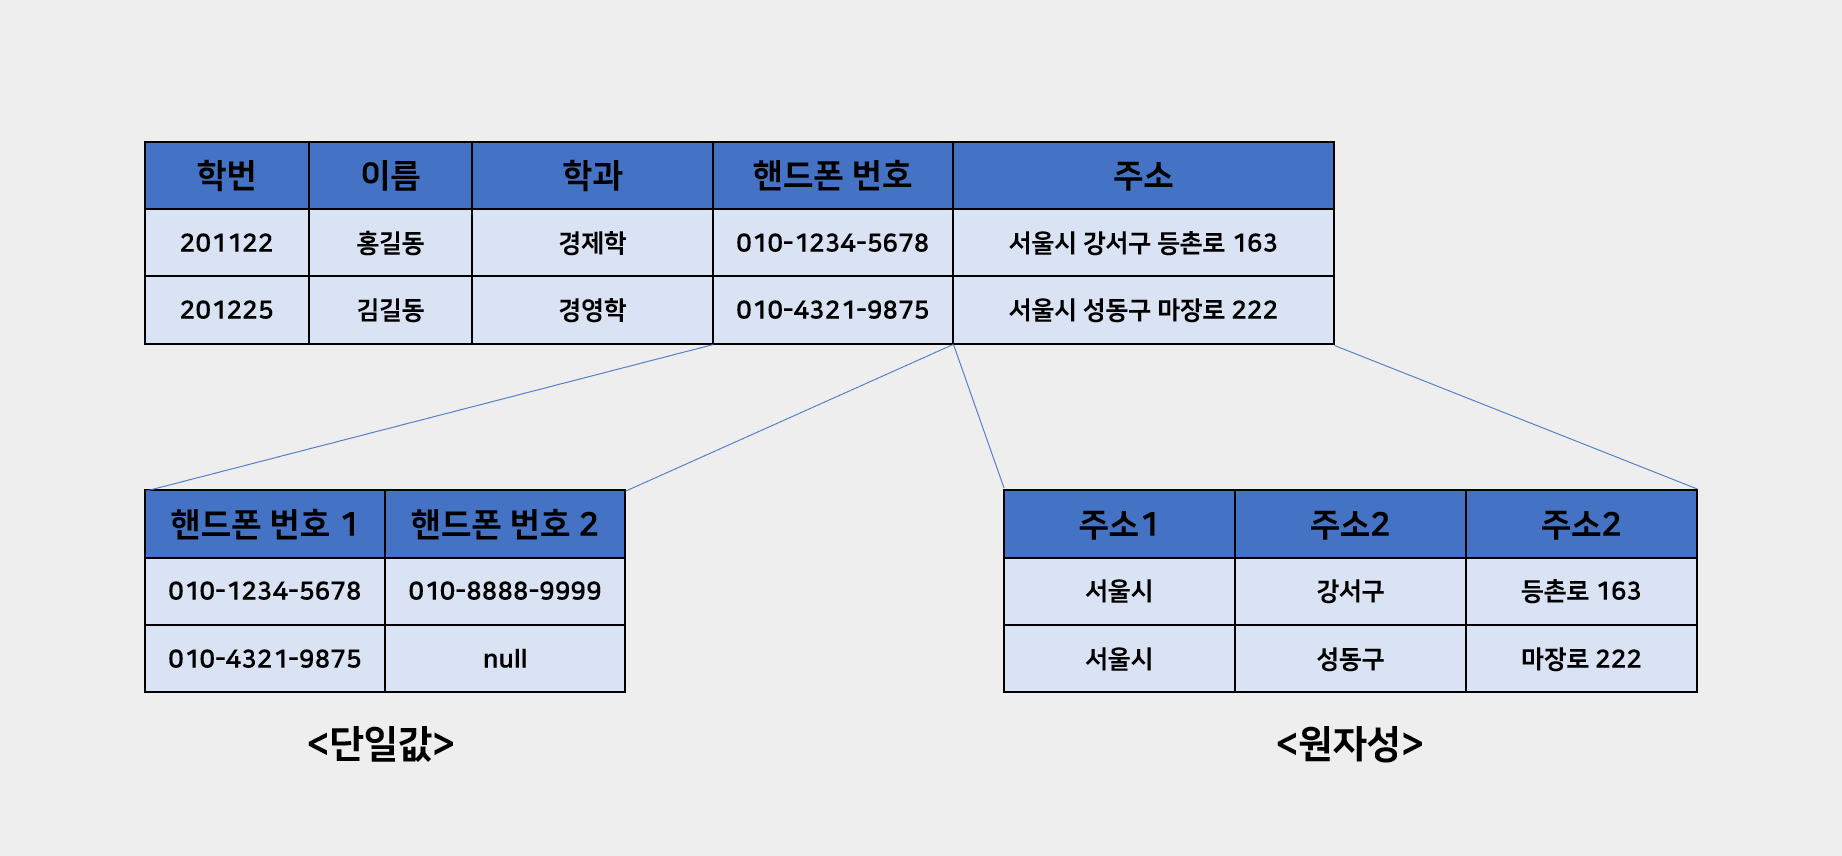 학번 이름 학과 핸드폰 번호 주소
201122 홍길동 경제학 010-1234-5678 서울시 강서구 등촌로 163
201225 김길동 경영학 010-4321-9875 서울시 성동구 마장로 222
핸드폰 번호 1 핸드폰 번호 2
010-1234-5678 010-8888-9999
010-4321-9875 null
<단일값>
주소1 주소2 주소2
서울시 강서구 등촌로 163
서울시 성동구 마장로 222
<원자성>